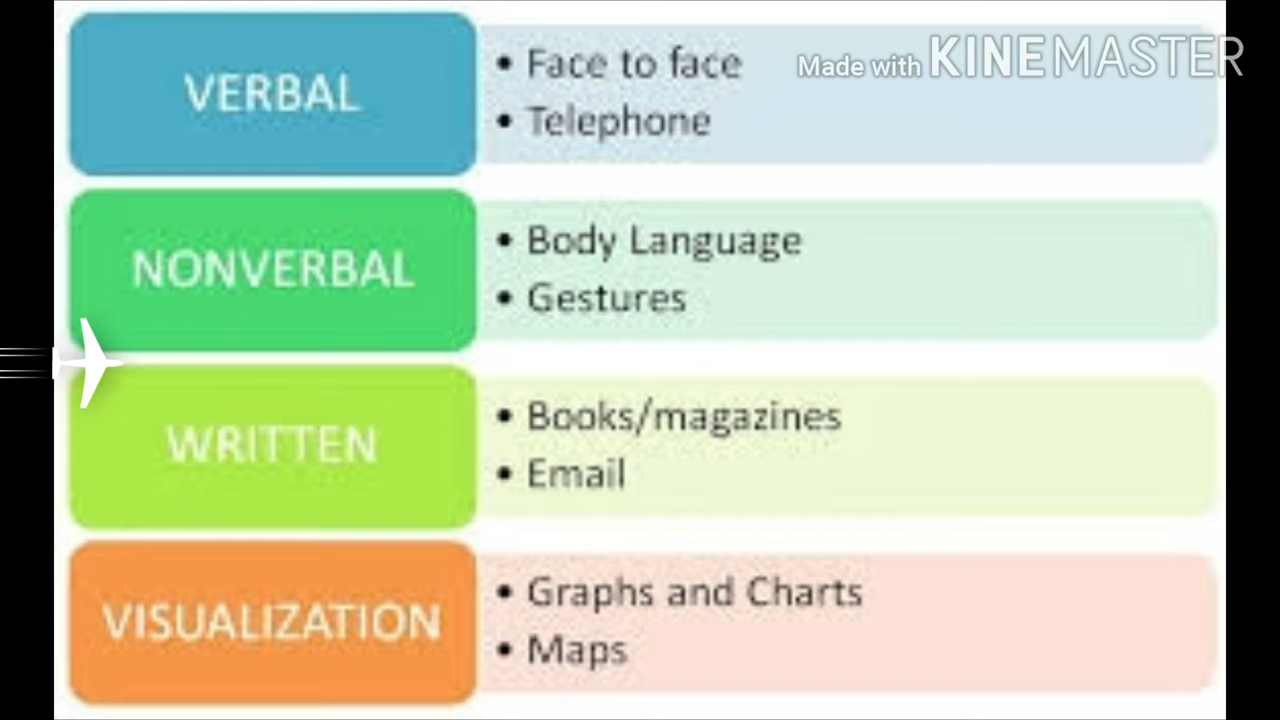 VERBAL
• Face to face
• Telephone
Made with KINEMASTER
NONVERBAL
• Body Language
• Gestures
WRITTEN
• Books/magazines
• Email
VISUALIZATION
• Graphs and Charts
• Maps